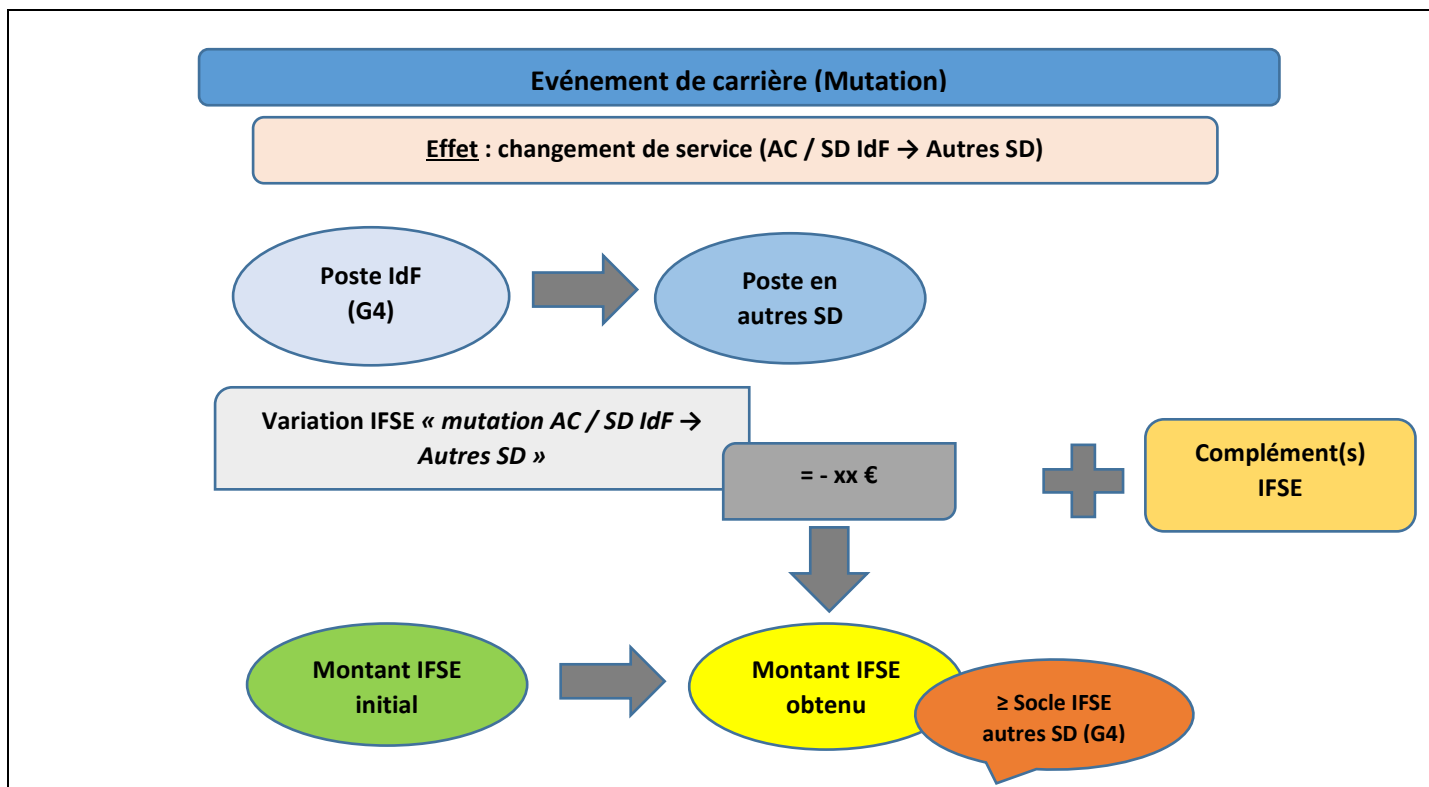 Evénement de carrière (Mutation)
Effet : changement de service (AC / SD IdF → Autres SD)
Poste IdF
(G4)
Poste en
autres SD
Variation IFSE « mutation AC / SD IdF →
Autres SD »
= - xx €
Complément(s)
IFSE
Montant IFSE
initial
Montant IFSE
obtenu
≥ Socle IFSE
autres SD (G4)